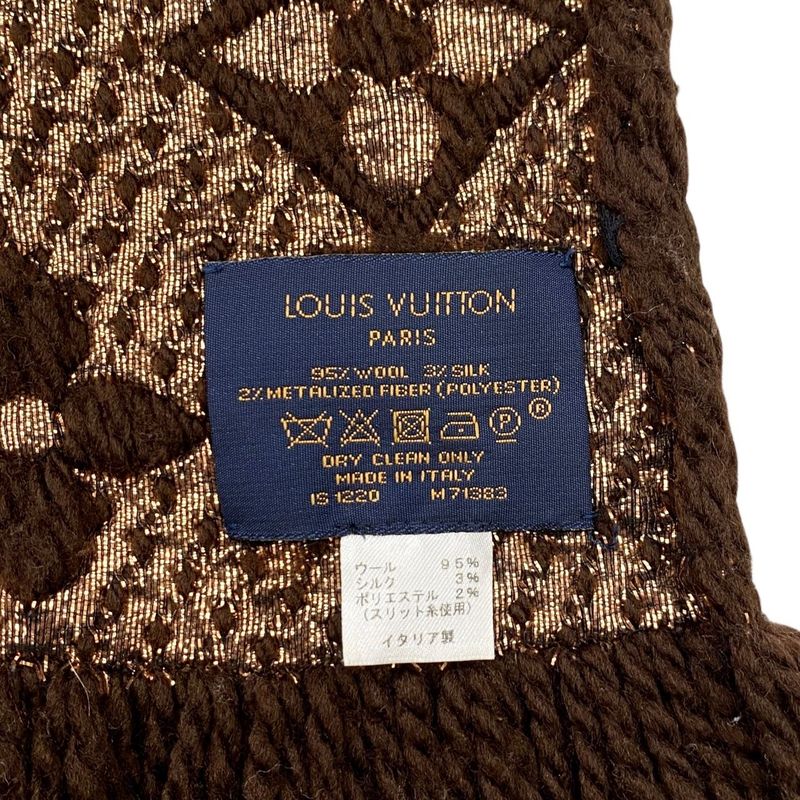 LOUIS VUITTON
PARIS
95% WOOL 3% SILK
2% METALIZED FIBER (POLYESTER)
P ®
DRY CLEAN ONLY
MADE IN ITALY
IS 1220 M71383
ウール 95%
シルク 3%
ポリエステル 2%
(スリット糸使用)
イタリア製